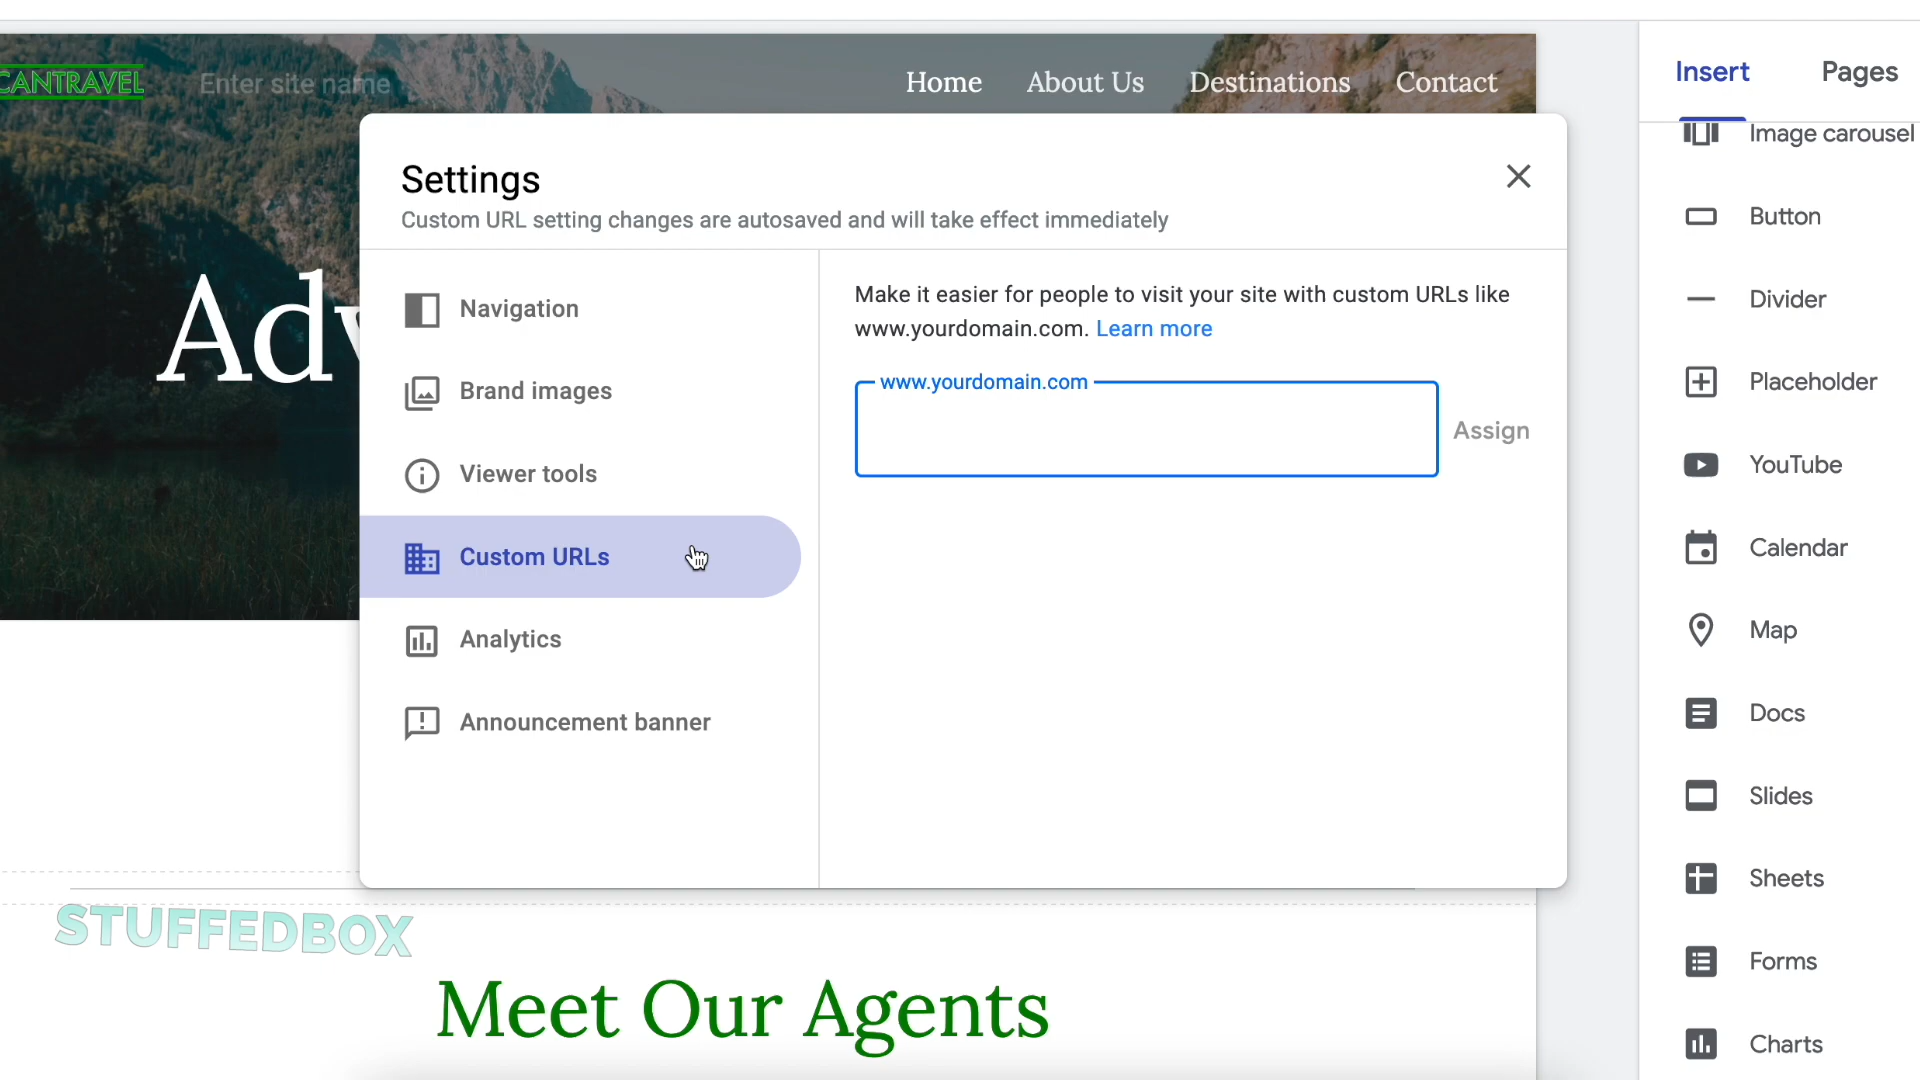 CANTRAVEL
Enter site name
Home
About Us
Destinations
Contact
Insert
Pages
Settings
Custom URL setting changes are autosaved and will take effect immediately
Navigation
Brand images
Viewer tools
Custom URLs
Analytics
Announcement banner
Make it easier for people to visit your site with custom URLs like
www.yourdomain.com. Learn more
www.yourdomain.com
Assign
Adv
Image carousel
Button
Divider
Placeholder
YouTube
Calendar
Map
Docs
Slides
Sheets
Forms
Charts
STUFFEDBOX
Meet Our Agents